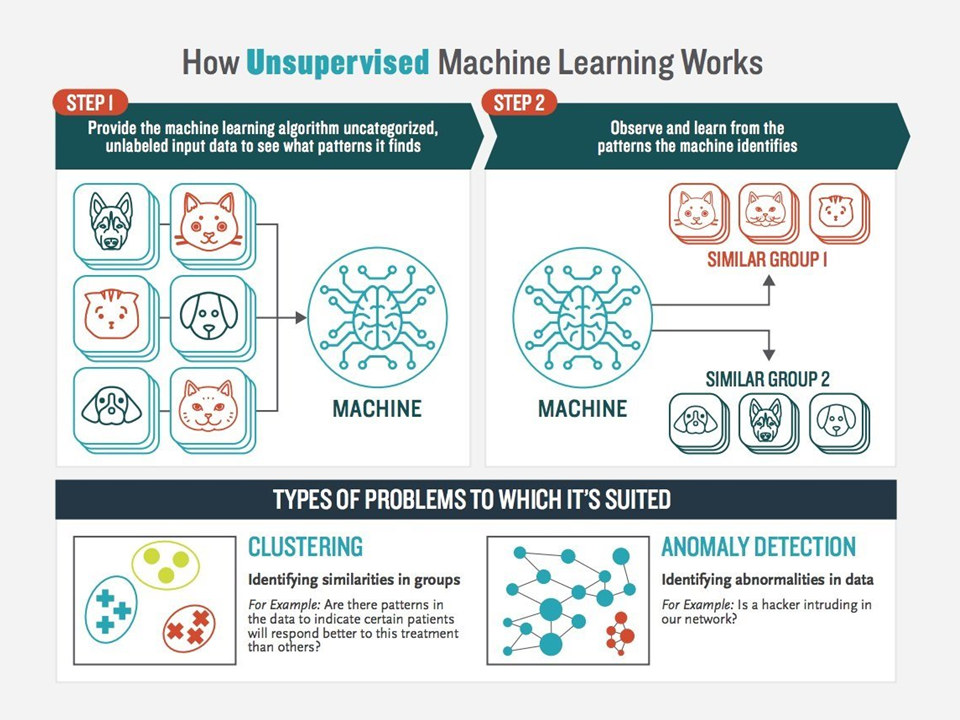 How Unsupervised Machine Learning Works
STEP 1
Provide the machine learning algorithm uncategorized,
unlabeled input data to see what patterns it finds
MACHINE
STEP 2
Observe and learn from the
patterns the machine identifies
SIMILAR GROUP 1
MACHINE
SIMILAR GROUP 2
TYPES OF PROBLEMS TO WHICH IT'S SUITED
CLUSTERING
Identifying similarities in groups
For Example: Are there patterns in
the data to indicate certain patients
will respond better to this treatment
than others?
ANOMALY DETECTION
Identifying abnormalities in data
For Example: Is a hacker intruding in
our network?